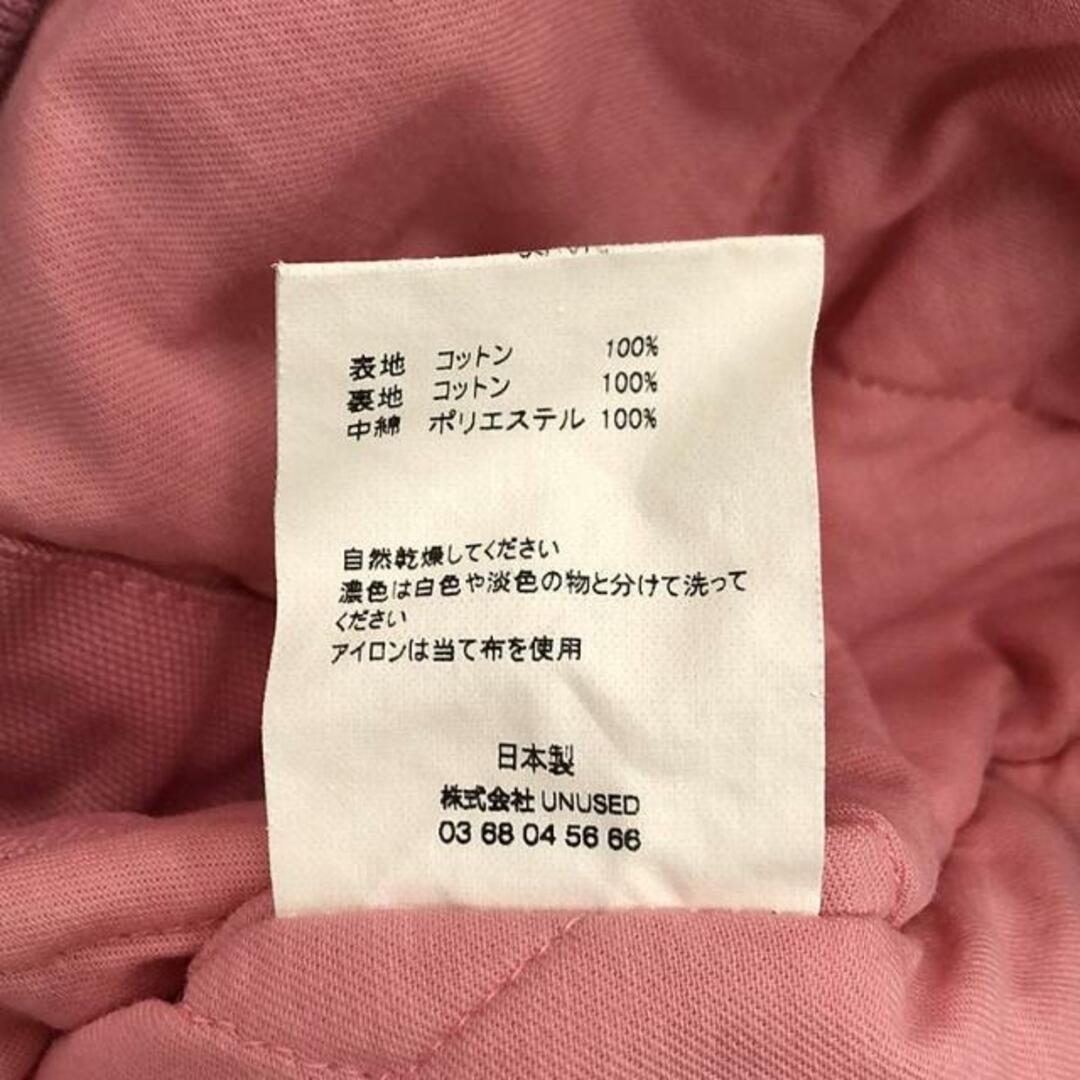 表地 コットン 100%
裏地 コットン 100%
中綿 ポリエステル 100%
自然乾燥してください
濃色は白色や淡色の物と分けて洗って
ください
アイロンは当て布を使用
日本製
株式会社 UNUSED
03 68 04 56 66